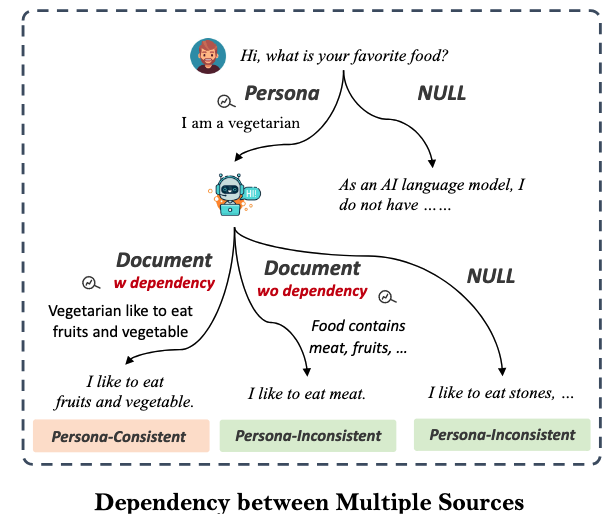 Hi, what is your favorite food?
Persona
NULL
I am a vegetarian
As an AI language model, I
do not have ......
HI!
Document
w dependency
Document
wo dependency
NULL
Vegetarian like to eat
fruits and vegetable
Food contains
meat, fruits, ...
I like to eat
fruits and vegetable.
I like to eat meat.
I like to eat stones, ...
Persona-Consistent
Persona-Inconsistent
Persona-Inconsistent
Dependency between Multiple Sources